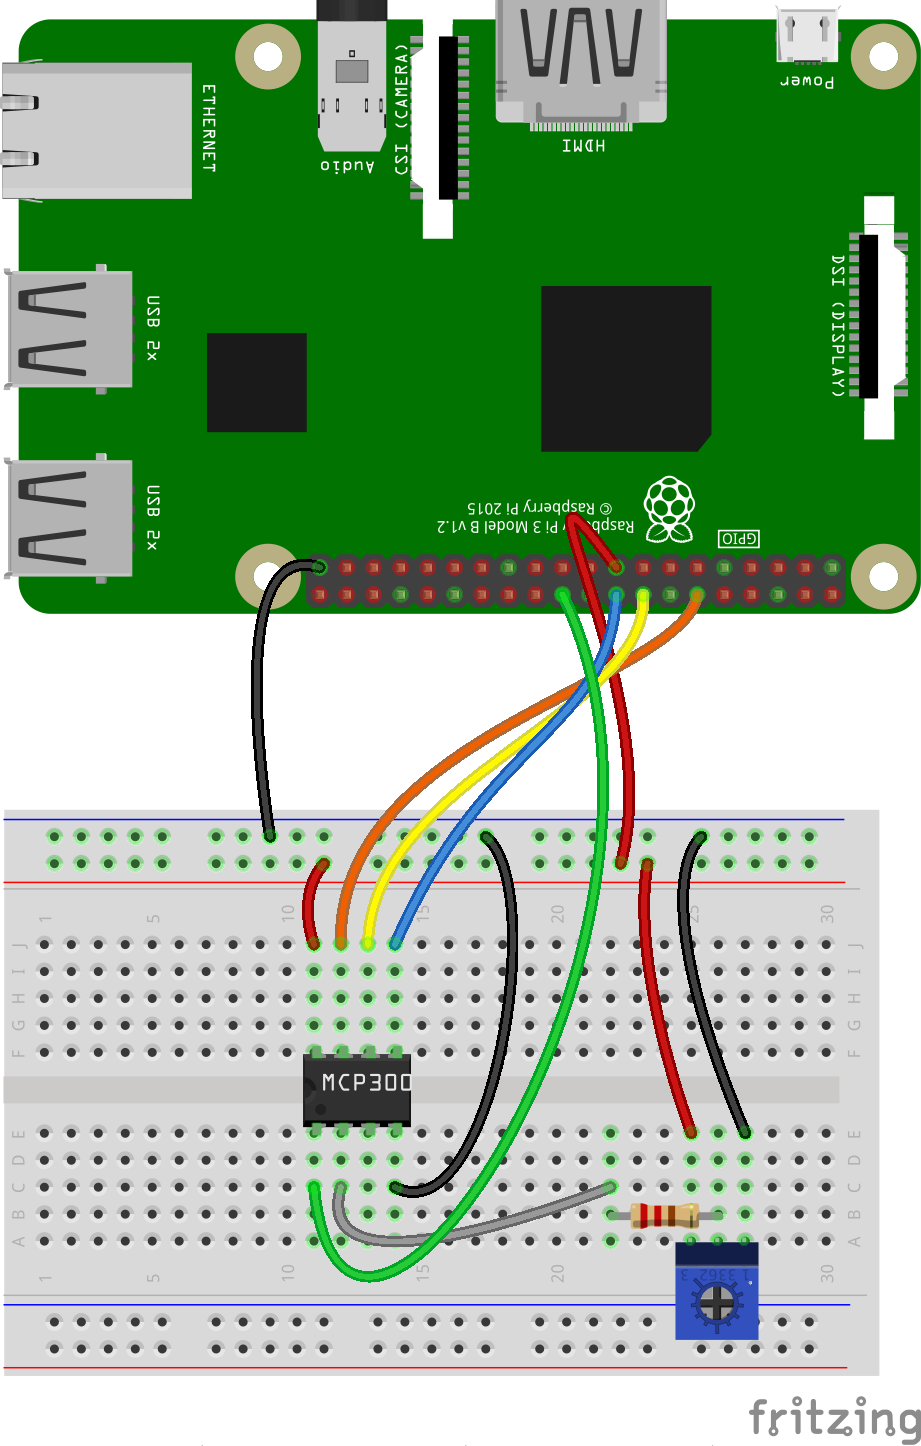 Power
ETHERNET
Audio
CSI (CAMERA)
HDMI
DSI (DISPLAY)
USB 2x
USB 2x
© Raspberry Pi 2015
Raspberry Pi 3 Model B v1.2
GPIO
1 5 10 15 20 25 30
J J
I I
H H
G G
F F
MCP300
E E
D D
C C
B B
A A
1 5 10 15 20 30
3362
fritzing